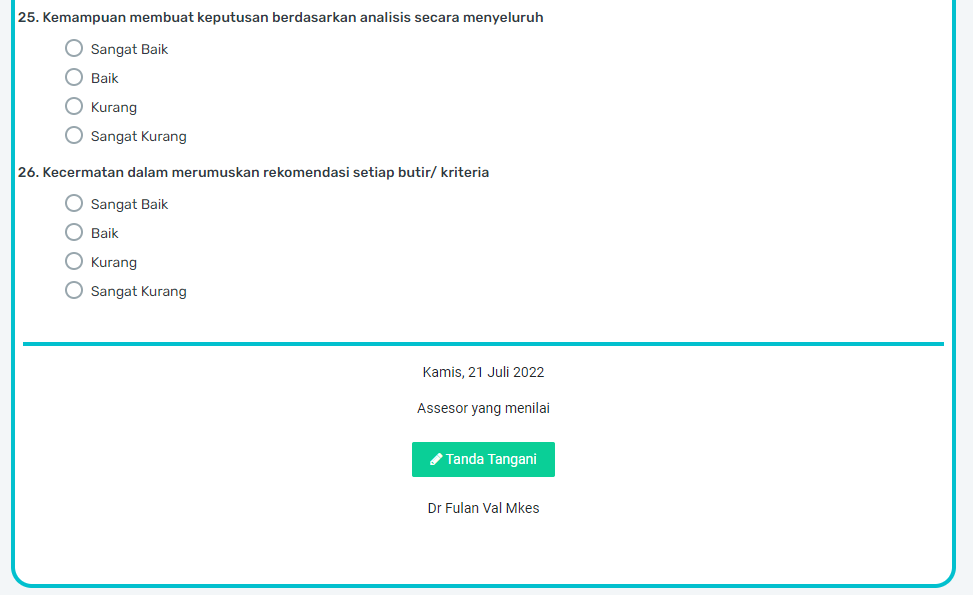 25. Kemampuan membuat keputusan berdasarkan analisis secara menyeluruh
Sangat Baik
Baik
Kurang
Sangat Kurang
26. Kecermatan dalam merumuskan rekomendasi setiap butir/ kriteria
Sangat Baik
Baik
Kurang
Sangat Kurang
Kamis, 21 Juli 2022
Assesor yang menilai
Tanda Tangani
Dr Fulan Val Mkes